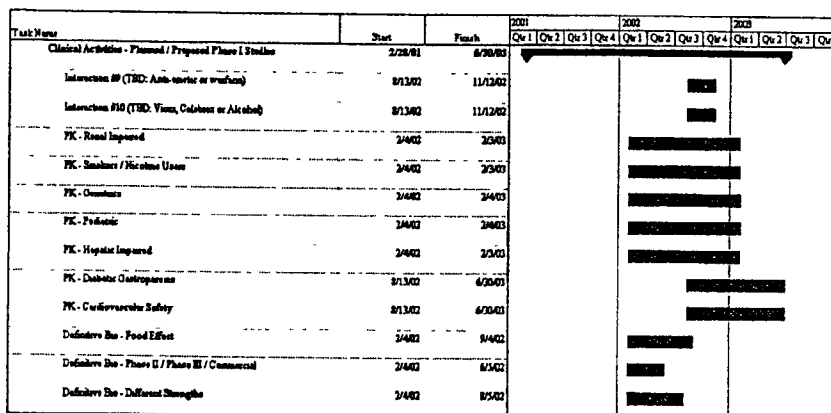 2001 2002 2003
Task Name Start Finish Qtr 1 Qtr 2 Qtr 3 Qtr 4 Qtr 1 Qtr 2 Qtr 3 Qtr 4 Qtr 1 Qtr 2 Qtr 3 Qtr
Clinical Activities - Planned / Proposed Phase I Studies 2/28/01 6/30/03
Interaction #9 (TBD: or warfarin) 8/13/02 11/12/02
Interaction #10 (TBD: Vioxx, Celebrex or Alcohol) 8/13/02 11/12/02
PK - Renal Impaired 2/4/02 2/3/03
PK - Smokers / Nicotine Users 2/4/02 2/3/03
PK - Geriatric 2/4/02 2/4/03
PK - Pediatric 2/4/02 2/4/03
PK - Hepatic Impaired 2/4/02 2/3/03
PK - Diabetic Gastroparesis 8/13/02 6/30/03
PK - Cardiovascular Safety 8/13/02 6/30/03
Definitive Bio - Food Effect 2/4/02 9/4/02
Definitive Bio - Phase II / Phase III / Commercial 2/4/02 6/5/02
Definitive Bio - Different Strengths 2/4/02 8/5/02